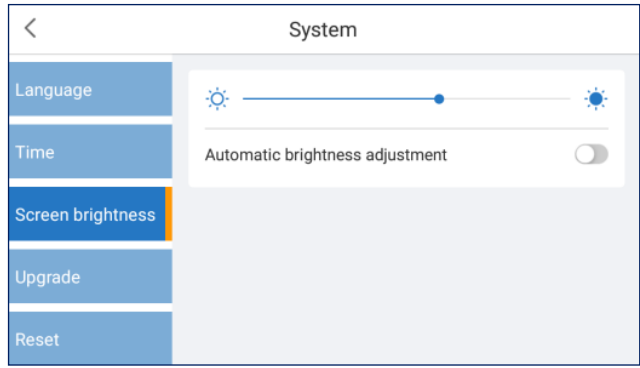 System
Language
Time
Screen brightness
Upgrade
Reset
Automatic brightness adjustment